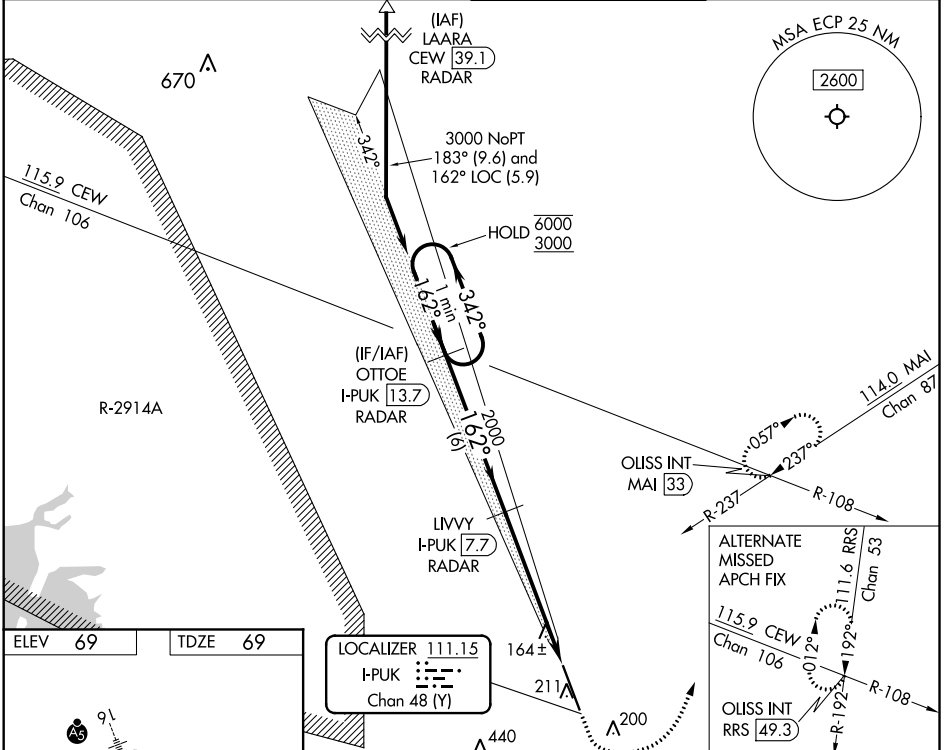 (IAF)
LAARA
CEW 39.1
RADAR
MSA ECP 25 NM
2600
670
342°
3000 NoPT
183° (9.6) and
162° LOC (5.9)
115.9 CEW
Chan 106
HOLD 6000
3000
162°
1 min
342°
(IF/IAF)
OTTOE
I-PUK 13.7
RADAR
2000
162°
(6)
114.0 MAI
Chan 87
R-2914A
057°
237°
OLISS INT
MAI 33
R-237
R-108
LIVVY
I-PUK 7.7
RADAR
ALTERNATE
MISSED
APCH FIX
111.6 RRS
Chan 53
115.9 CEW
Chan 106
012°
192°
R-108
OLISS INT
RRS 49.3
R-192
ELEV 69
TDZE 69
LOCALIZER 111.15
I-PUK
Chan 48 (Y)
164±
211
200
440
A5
16